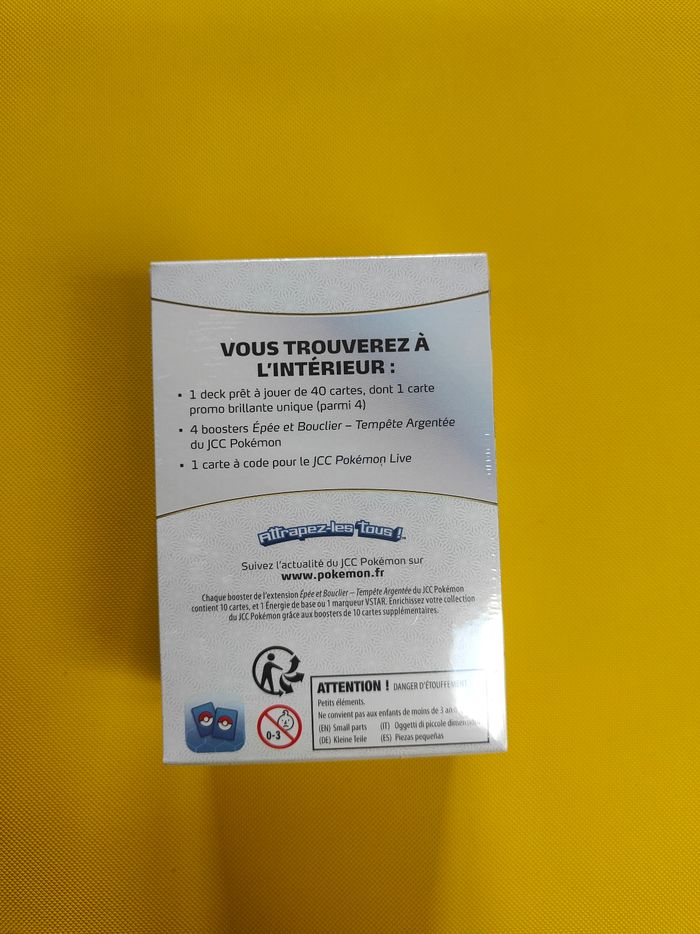 VOUS TROUVEREZ À
L'INTÉRIEUR :
▪ 1 deck prêt à jouer de 40 cartes, dont 1 carte
promo brillante unique (parmi 4)
▪ 4 boosters Épée et Bouclier – Tempête Argentée
du JCC Pokémon
▪ 1 carte à code pour le JCC Pokémon Live
Attrapez-les Tous !
Suivez l'actualité du JCC Pokémon sur
www.pokemon.fr
Chaque booster de l'extension Épée et Bouclier – Tempête Argentée du JCC Pokémon
contient 10 cartes, et 1 Énergie de base ou 1 marqueur VSTAR. Enrichissez votre collection
du JCC Pokémon grâce aux boosters de 10 cartes supplémentaires.
ATTENTION ! DANGER D'ÉTOUFFEMENT
Petits éléments.
Ne convient pas aux enfants de moins de 3 an
(EN) Small parts (IT) Oggetti di piccole dimensioni
(DE) Kleine Teile (ES) Piezas pequeñas
0-3